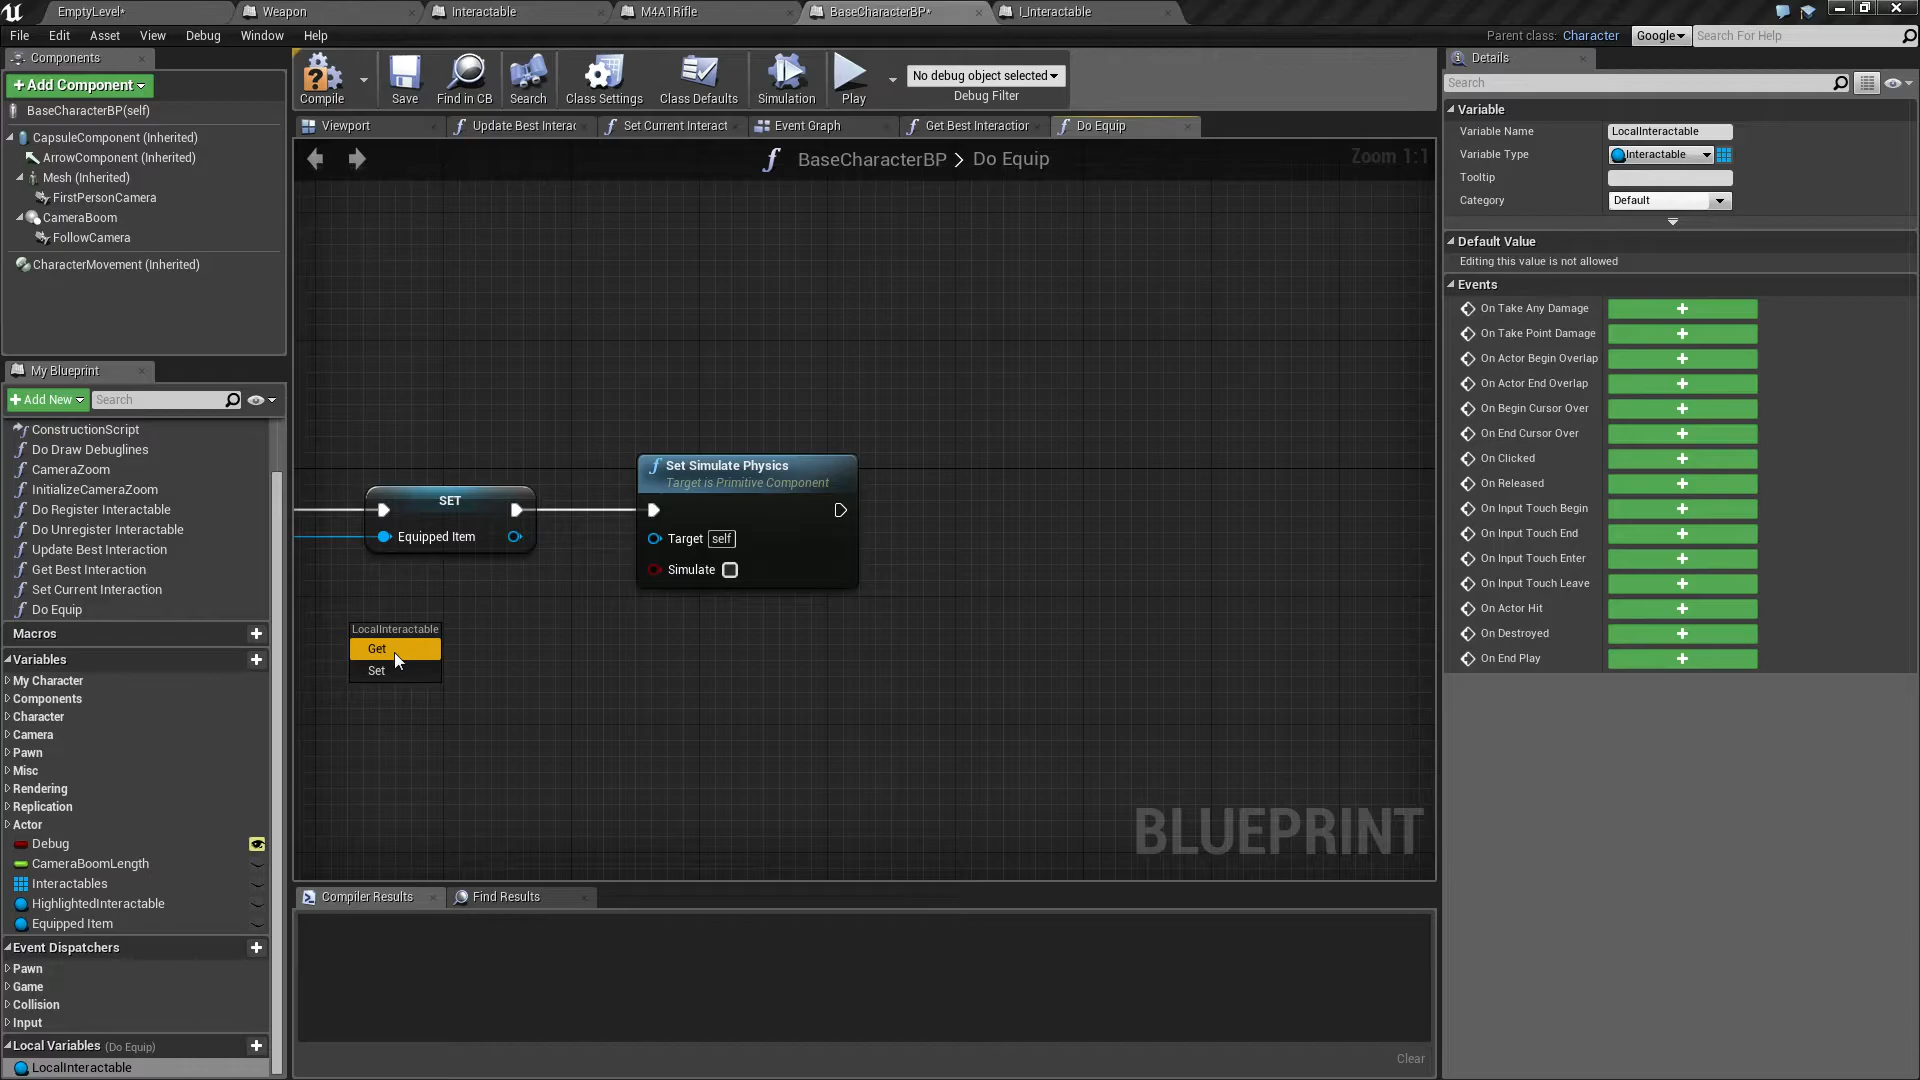 EmptyLevel*
Weapon
Interactable
M4A1Rifle
BaseCharacterBP*
I_Interactable
File Edit Asset View Debug Window Help
Parent class: Character
Google
Search For Help
Components
+Add Component
BaseCharacterBP(self)
CapsuleComponent (Inherited)
ArrowComponent (Inherited)
Mesh (Inherited)
FirstPersonCamera
CameraBoom
FollowCamera
CharacterMovement (Inherited)
My Blueprint
+Add New
Search
ConstructionScript
Do Draw Debuglines
CameraZoom
InitializeCameraZoom
Do Register Interactable
Do Unregister Interactable
Update Best Interaction
Get Best Interaction
Set Current Interaction
Do Equip
Macros
Variables
My Character
Components
Character
Camera
Pawn
Misc
Rendering
Replication
Actor
Debug
CameraBoomLength
Interactables
HighlightedInteractable
Equipped Item
Event Dispatchers
Pawn
Game
Collision
Input
Local Variables (Do Equip)
LocalInteractable
Compile
Save
Find in CB
Search
Class Settings
Class Defaults
Simulation
Play
No debug object selected
Debug Filter
Viewport
Update Best Interac
Set Current Interact
Event Graph
Get Best Interaction
Do Equip
BaseCharacterBP > Do Equip
Zoom 1:1
SET
Equipped Item
Set Simulate Physics
Target is Primitive Component
Target self
Simulate
LocalInteractable
Get
Set
BLUEPRINT
Compiler Results
Find Results
Clear
Details
Search
Variable
Variable Name LocalInteractable
Variable Type Interactable
Tooltip
Category Default
Default Value
Editing this value is not allowed
Events
On Take Any Damage
On Take Point Damage
On Actor Begin Overlap
On Actor End Overlap
On Begin Cursor Over
On End Cursor Over
On Clicked
On Released
On Input Touch Begin
On Input Touch End
On Input Touch Enter
On Input Touch Leave
On Actor Hit
On Destroyed
On End Play